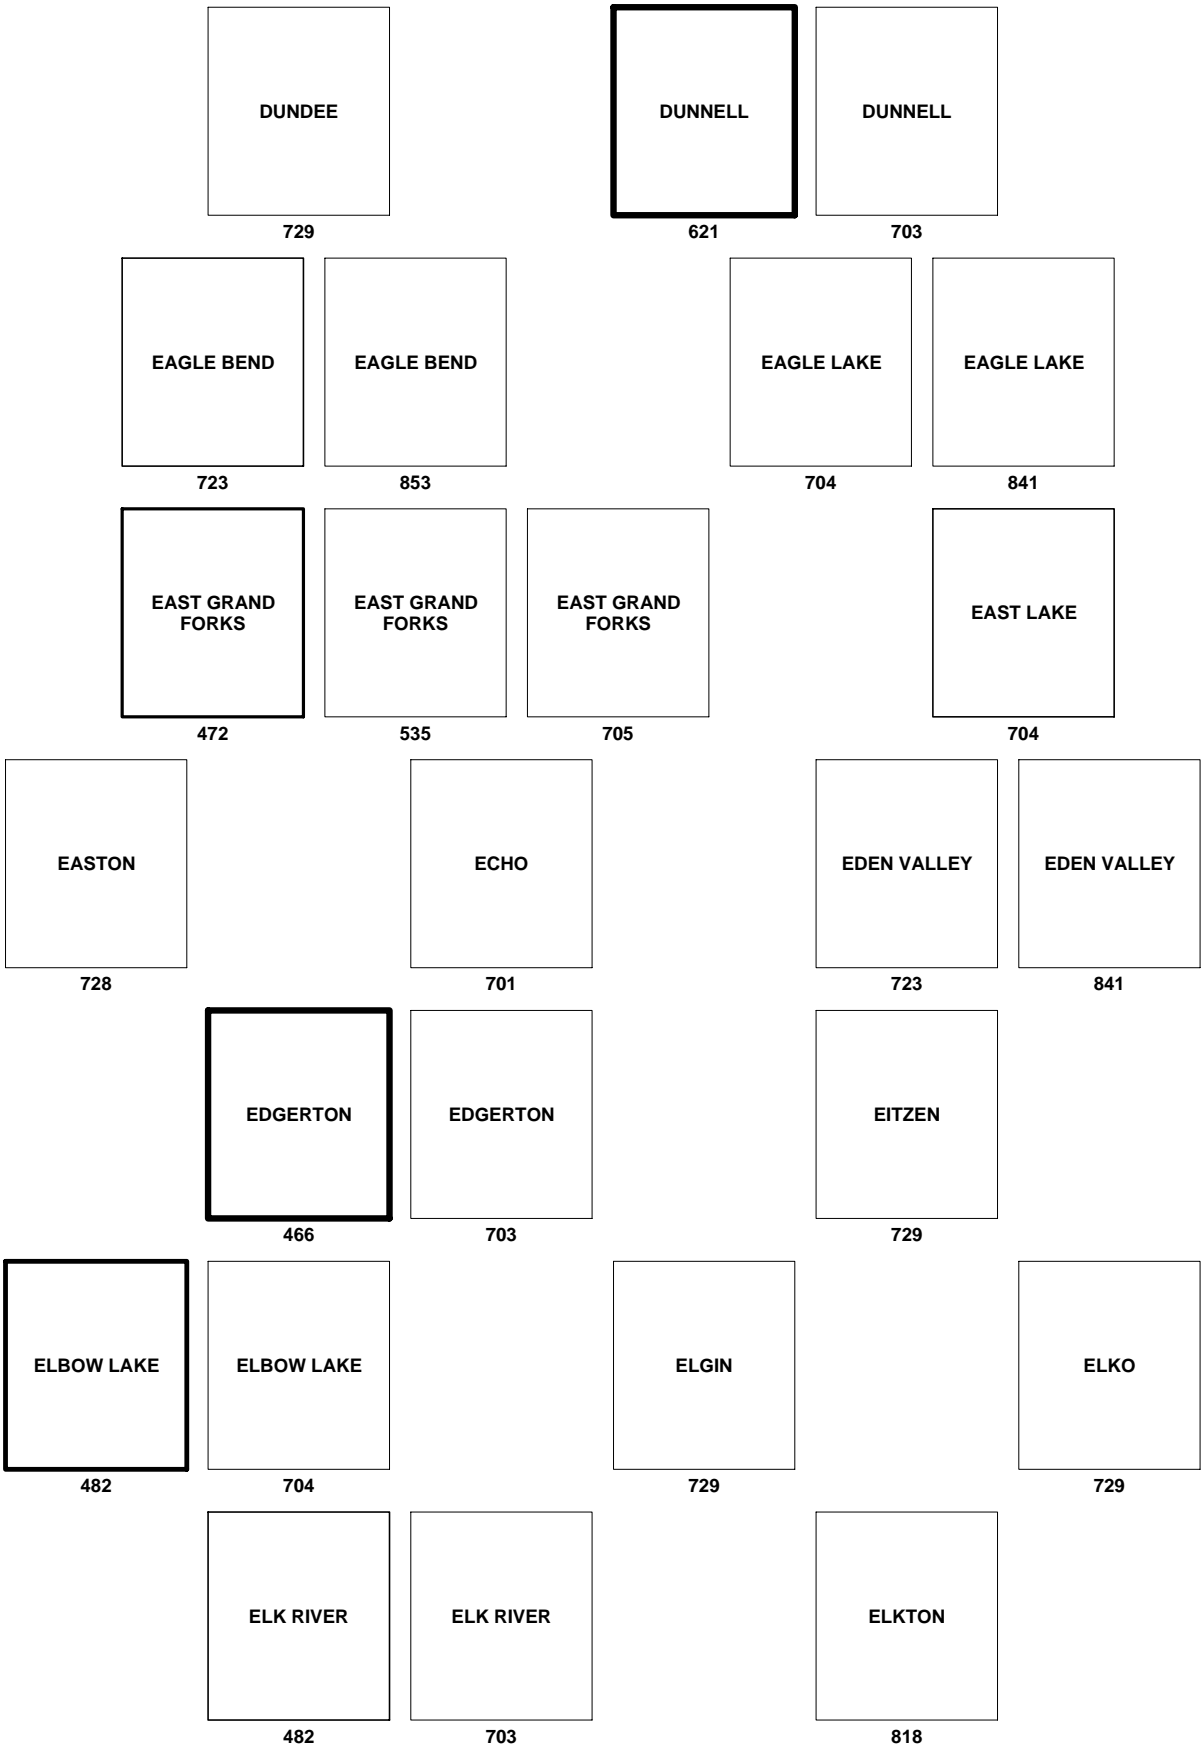 DUNDEE
729
DUNNELL
621
DUNNELL
703
EAGLE BEND
723
EAGLE BEND
853
EAGLE LAKE
704
EAGLE LAKE
841
EAST GRAND
FORKS
472
EAST GRAND
FORKS
535
EAST GRAND
FORKS
705
EAST LAKE
704
EASTON
728
ECHO
701
EDEN VALLEY
723
EDEN VALLEY
841
EDGERTON
466
EDGERTON
703
EITZEN
729
ELBOW LAKE
482
ELBOW LAKE
704
ELGIN
729
ELKO
729
ELK RIVER
482
ELK RIVER
703
ELKTON
818